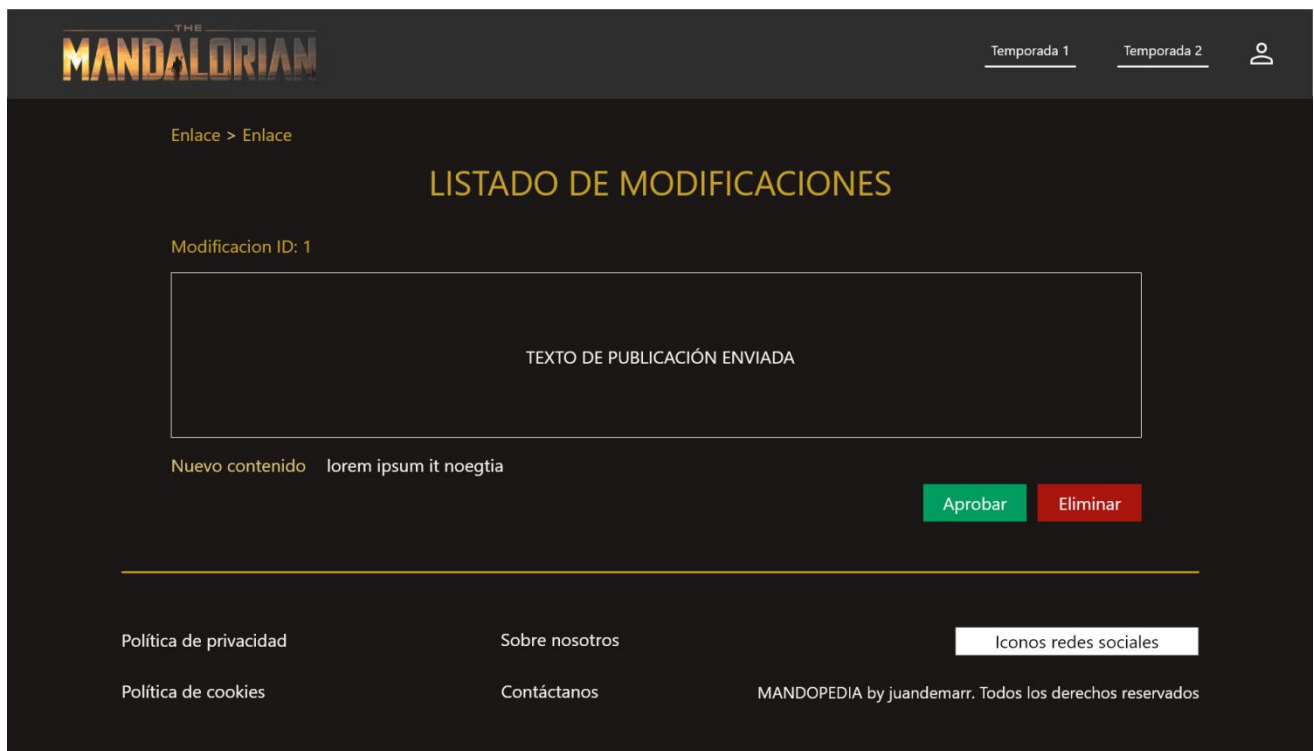 THE
MANDALORIAN
Temporada 1 Temporada 2
Enlace > Enlace
LISTADO DE MODIFICACIONES
Modificacion ID: 1
TEXTO DE PUBLICACIÓN ENVIADA
Nuevo contenido lorem ipsum it noegtia
Aprobar Eliminar
Política de privacidad Sobre nosotros Iconos redes sociales
Política de cookies Contáctanos MANDOPEDIA by juandemarr. Todos los derechos reservados